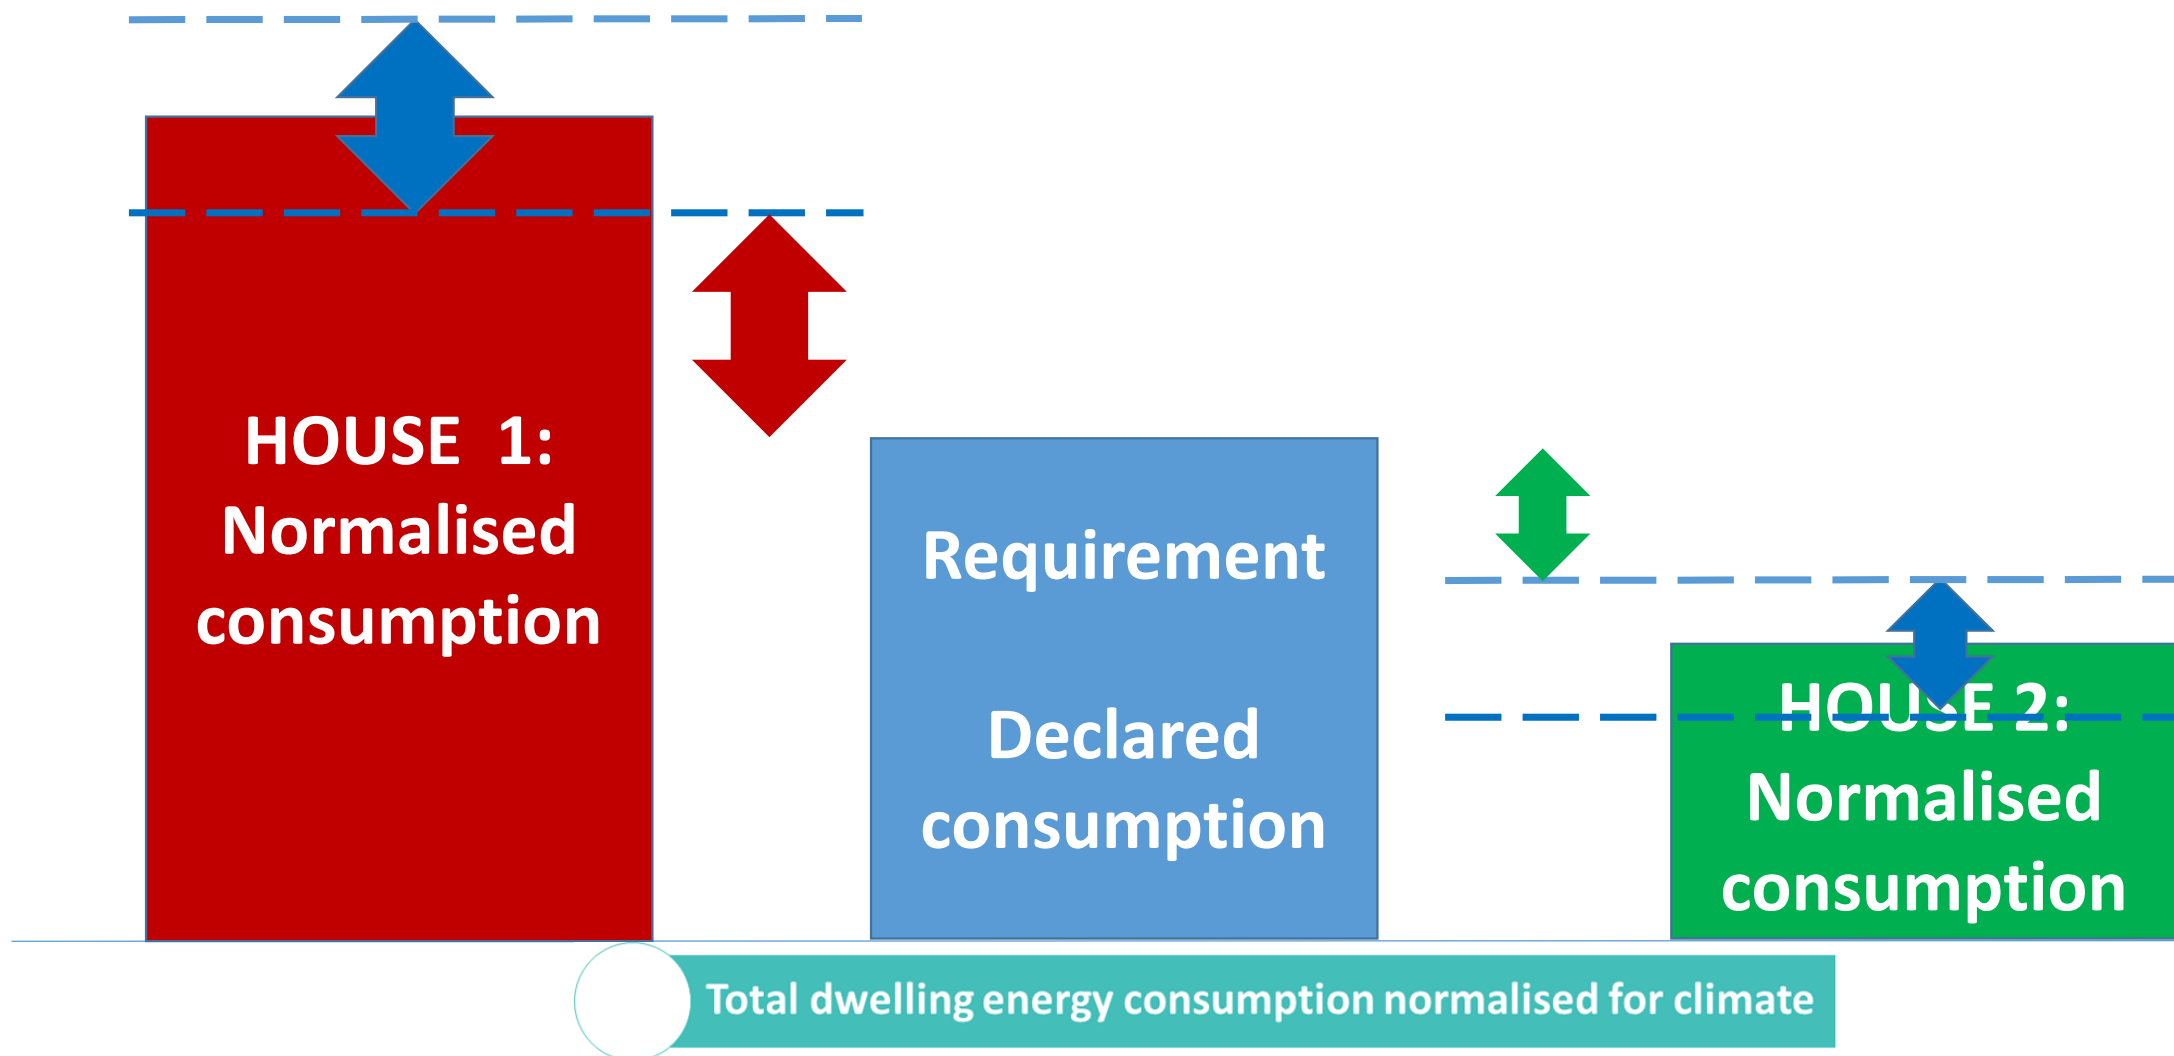 HOUSE  1:
Normalised
consumption
Requirement
Declared
consumption
HOUSE 2:
Normalised
consumption
Total dwelling energy consumption normalised for climate